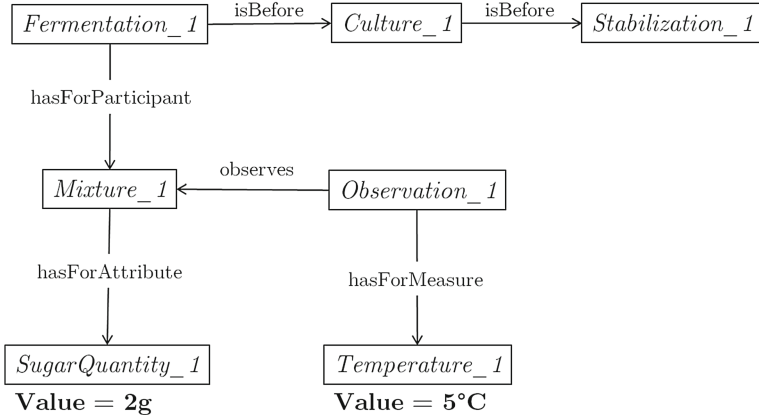 Fermentation_1
isBefore
Culture_1
isBefore
Stabilization_1
hasForParticipant
Mixture_1
observes
Observation_1
hasForAttribute
hasForMeasure
SugarQuantity_1
Temperature_1
Value = 2g
Value = 5°C